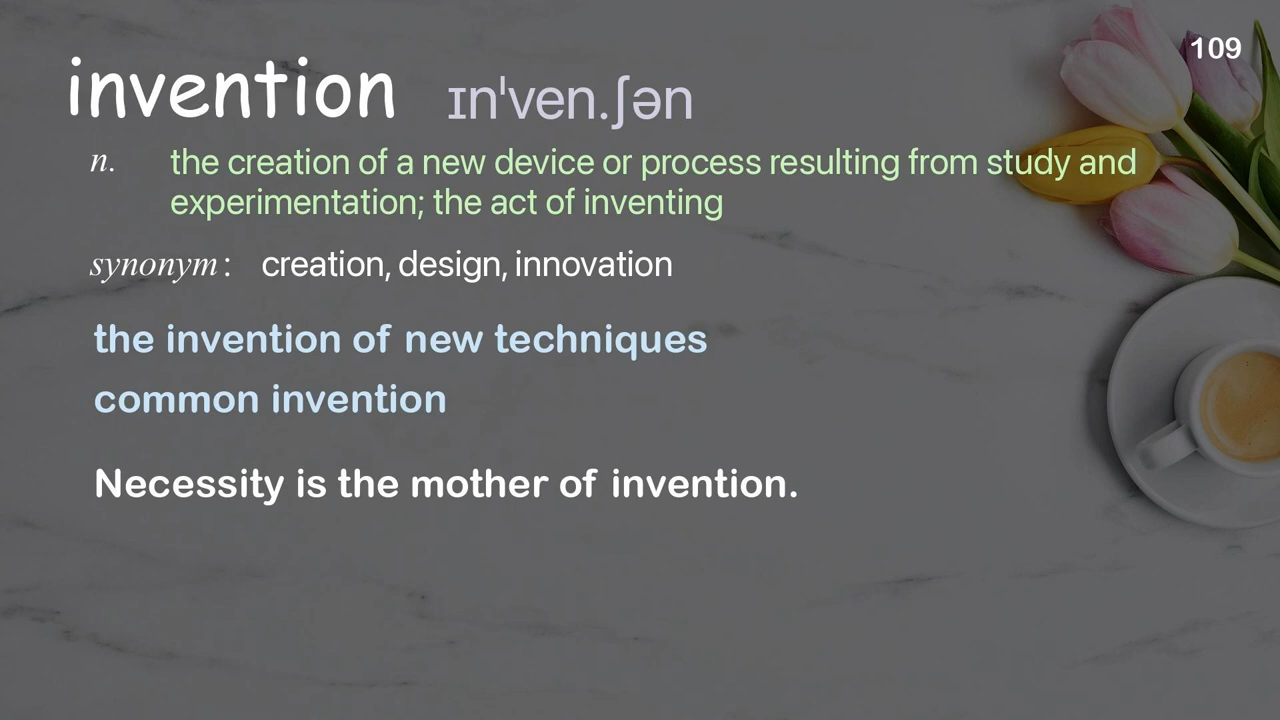 109
invention ɪnˈven.ʃən
n. the creation of a new device or process resulting from study and
experimentation; the act of inventing
synonym: creation, design, innovation
the invention of new techniques
common invention
Necessity is the mother of invention.